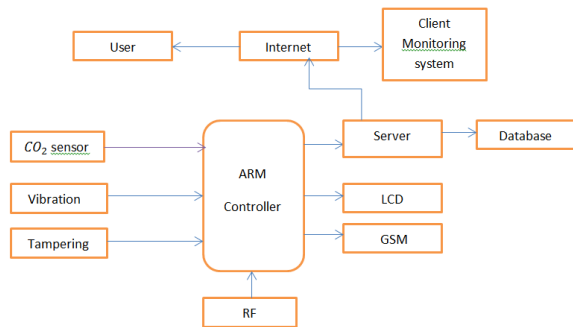 User
Internet
Client
Monitoring
system
CO₂ sensor
Server
Database
ARM
Controller
Vibration
LCD
Tampering
GSM
RF